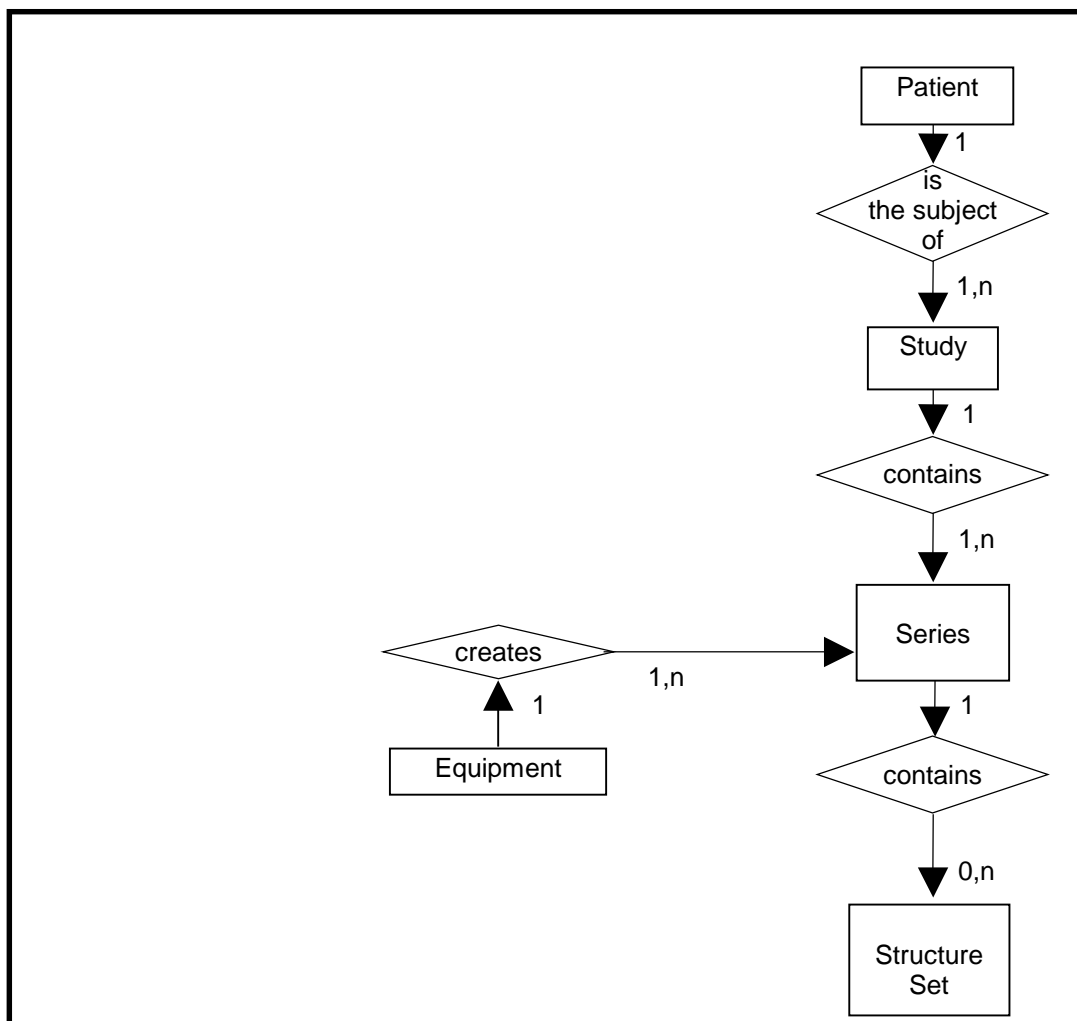 Patient
1
is
the subject
of
1,n
Study
1
contains
1,n
Series
creates
1,n
1
1
Equipment
contains
0,n
Structure
Set